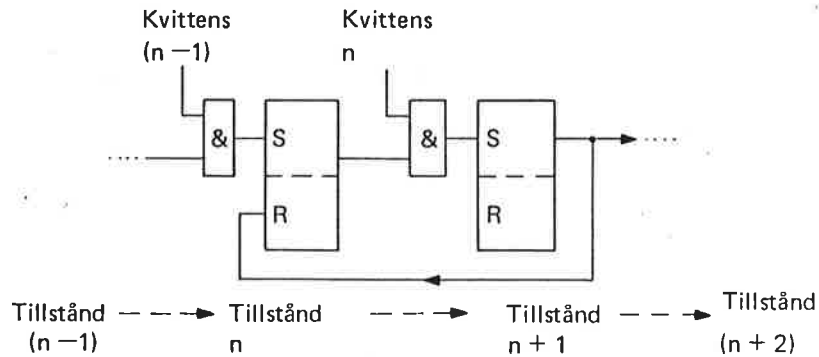 Kvittens
(n −1)
Kvittens
n
&
S
R
&
S
R
Tillstånd
(n −1)
Tillstånd
n
Tillstånd
n + 1
Tillstånd
(n + 2)